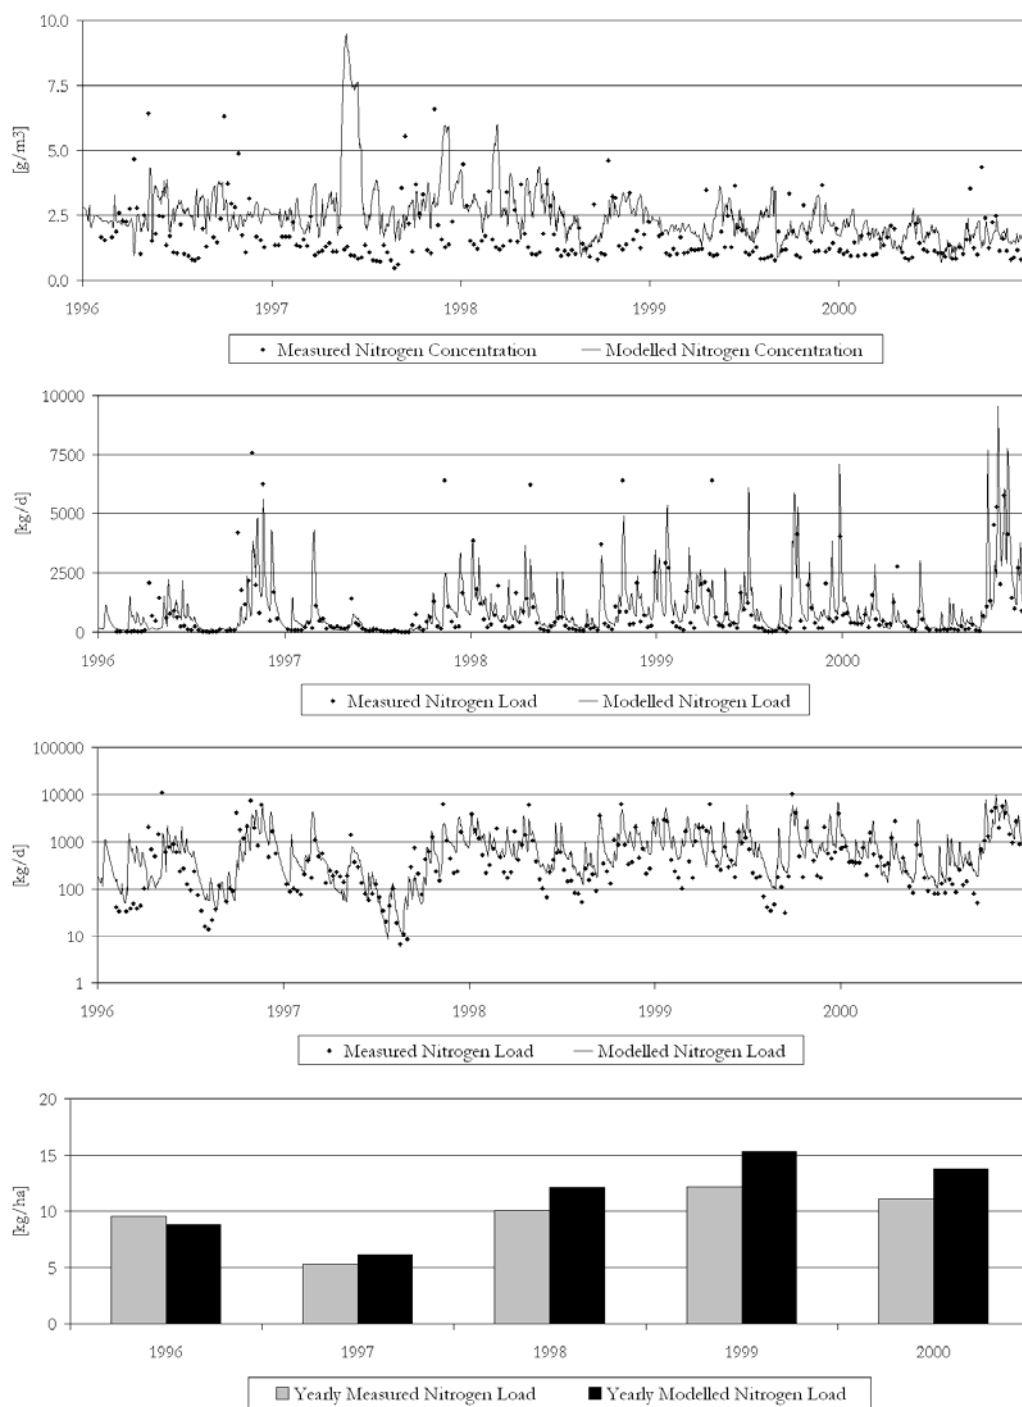 10.0
7.5
[g/m3]
5.0
2.5
0.0
1996 1997 1998 1999 2000
Measured Nitrogen Concentration Modelled Nitrogen Concentration
10000
7500
[kg/d]
5000
2500
0
1996 1997 1998 1999 2000
Measured Nitrogen Load Modelled Nitrogen Load
100000
10000
1000
[kg/d]
100
10
1
1996 1997 1998 1999 2000
Measured Nitrogen Load Modelled Nitrogen Load
20
15
[kg/ha]
10
5
0
1996 1997 1998 1999 2000
Yearly Measured Nitrogen Load Yearly Modelled Nitrogen Load